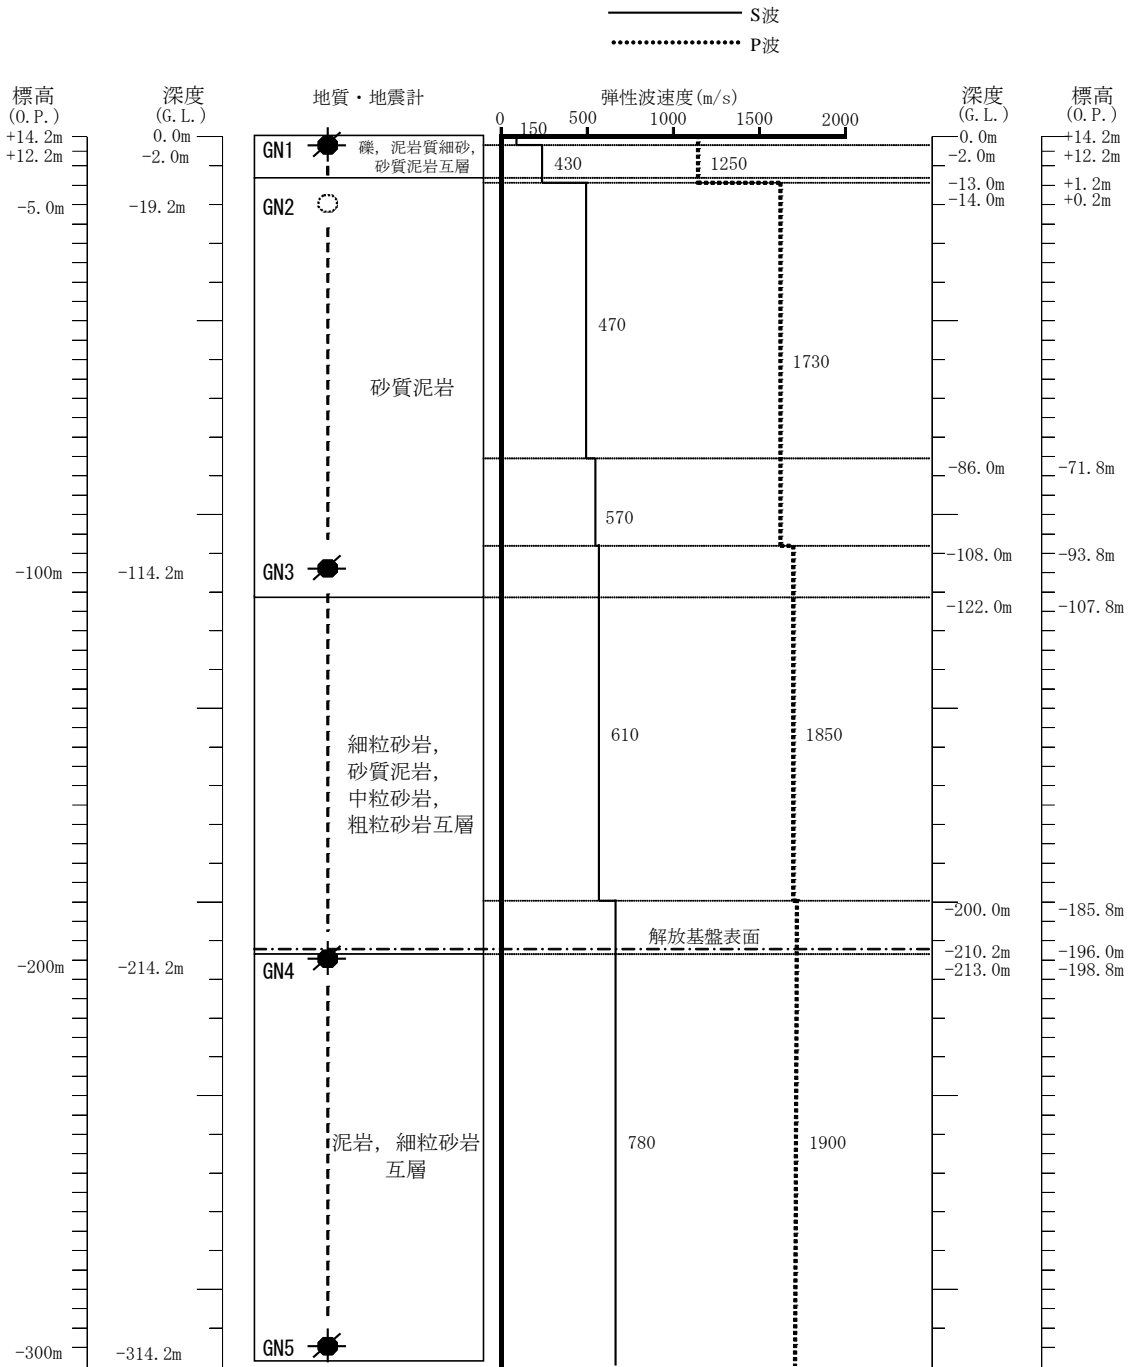 S波
P波
標高
(O.P.)
深度
(G.L.)
地質・地震計
弾性波速度(m/s)
深度
(G.L.)
標高
(O.P.)
0
500
1000
1500
2000
+14.2m
+12.2m
0.0m
-2.0m
GN1
礫，泥岩質細砂，
砂質泥岩互層
150
430
1250
0.0m
-2.0m
+14.2m
+12.2m
-13.0m
-14.0m
+1.2m
+0.2m
-5.0m
-19.2m
GN2
470
1730
砂質泥岩
-86.0m
-71.8m
570
-108.0m
-93.8m
-100m
-114.2m
GN3
-122.0m
-107.8m
細粒砂岩，
砂質泥岩，
中粒砂岩，
粗粒砂岩互層
610
1850
-200.0m
-185.8m
解放基盤表面
-210.2m
-196.0m
-213.0m
-198.8m
-200m
-214.2m
GN4
泥岩，細粒砂岩
互層
780
1900
-300m
-314.2m
GN5